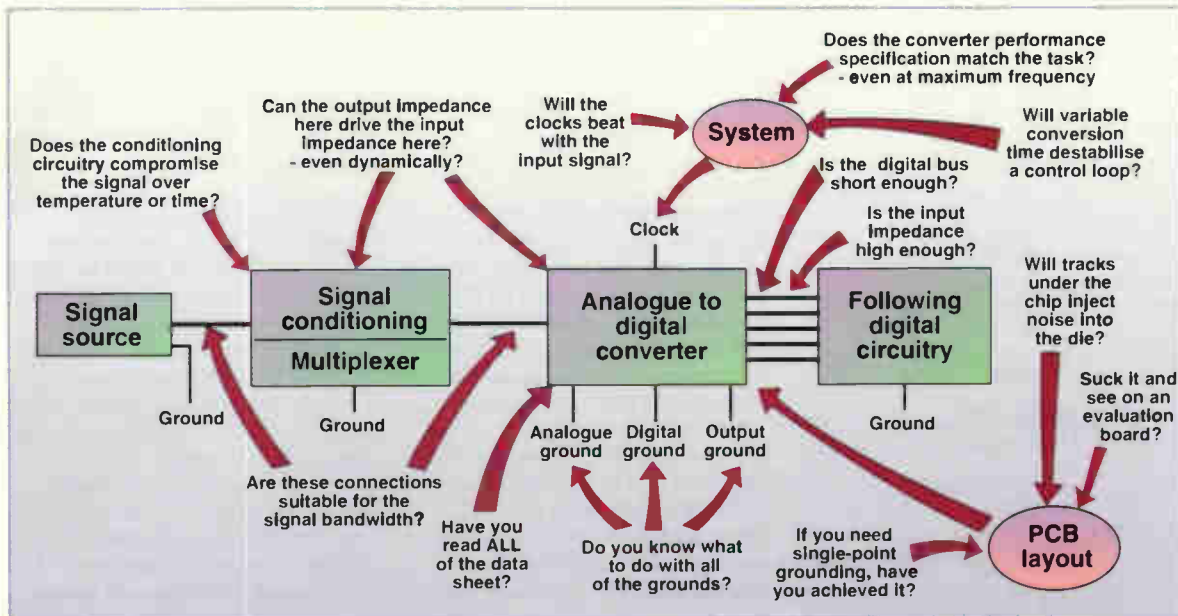 Does the converter performance
specification match the task?
- even at maximum frequency
Can the output impedance
here drive the input
impedance here?
- even dynamically?
Will the
clocks beat
with the
input signal?
System
Will variable
conversion
time destabilise
a control loop?
Does the conditioning
circuitry compromise
the signal over
temperature or time?
Is the digital bus
short enough?
Is the input
impedance
high enough?
Clock
Will tracks
under the
chip inject
noise into
the die?
Signal
source
Signal
conditioning
Multiplexer
Analogue to
digital
converter
Following
digital
circuitry
Suck it and
see on an
evaluation
board?
Ground
Ground
Analogue
ground
Digital
ground
Output
ground
Ground
Are these connections
suitable for the
signal bandwidth?
Have you
read ALL
of the data
sheet?
Do you know what
to do with all
of the grounds?
If you need
single-point
grounding, have
you achieved it?
PCB
layout